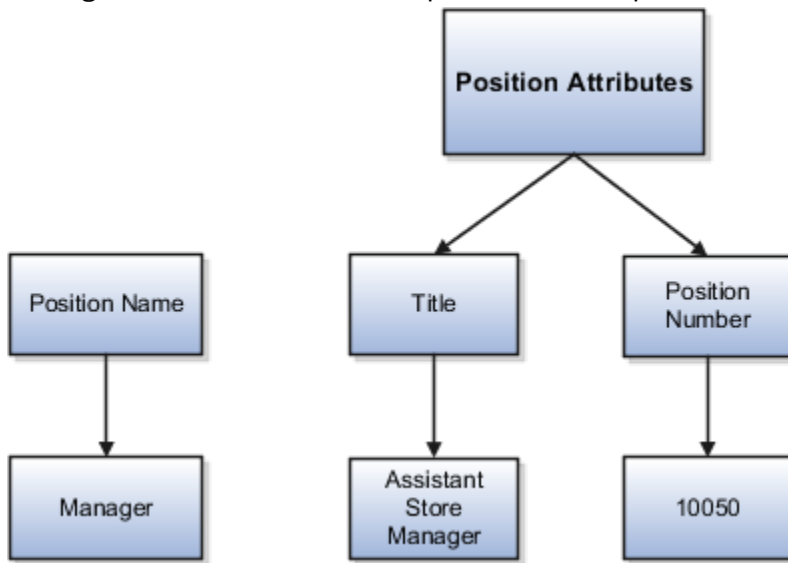 Position Attributes
Position Name
Title
Position
Number
Manager
Assistant
Store
Manager
10050